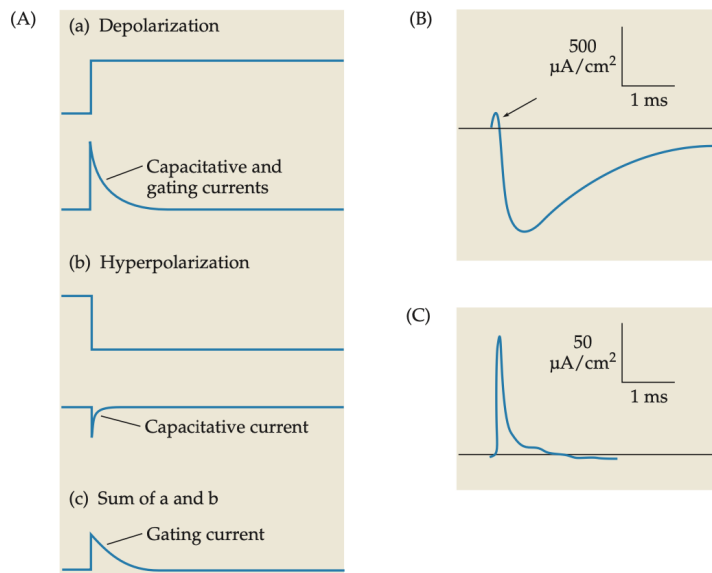 (A)
(a) Depolarization
Capacitative and
gating currents
(b) Hyperpolarization
Capacitative current
(c) Sum of a and b
Gating current
(B)
500
μA/cm²
1 ms
(C)
50
μA/cm²
1 ms